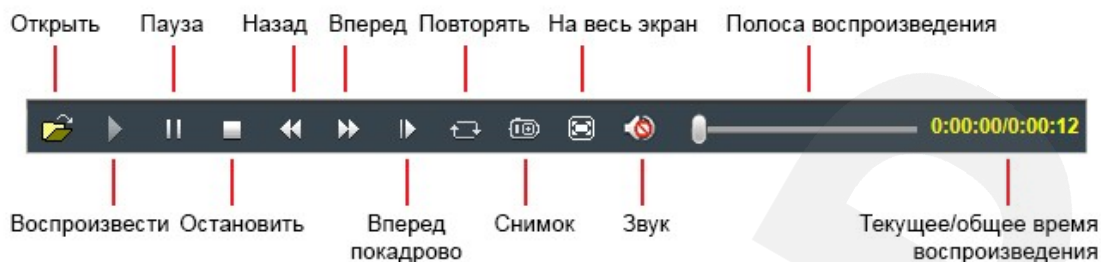 Открыть Пауза Назад Вперед Повторять На весь экран Полоса воспроизведения
0:00:00/0:00:12
Воспроизвести Остановить Вперед покадрово Снимок Звук Текущее/общее время воспроизведения